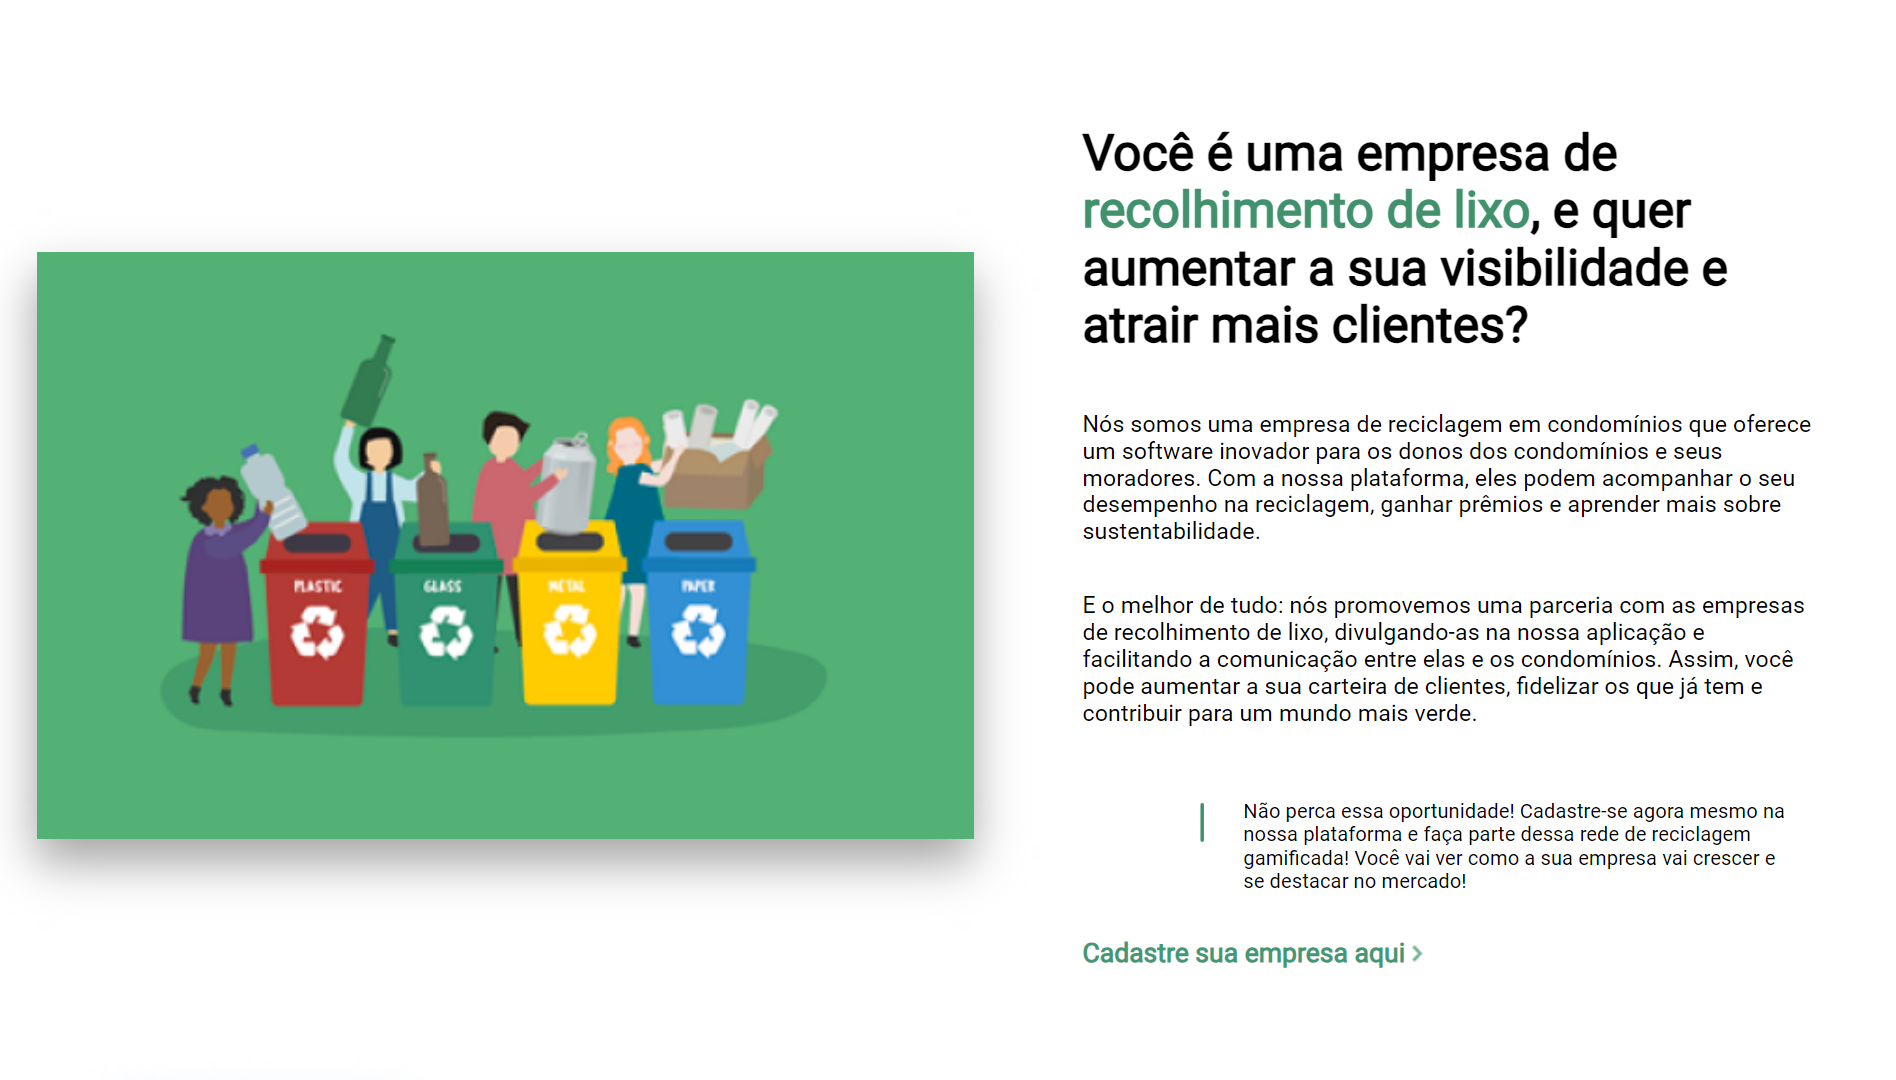 Você é uma empresa de
recolhimento de lixo, e quer
aumentar a sua visibilidade e
atrair mais clientes?
Nós somos uma empresa de reciclagem em condomínios que oferece
um software inovador para os donos dos condomínios e seus
moradores. Com a nossa plataforma, eles podem acompanhar o seu
desempenho na reciclagem, ganhar prêmios e aprender mais sobre
sustentabilidade.
E o melhor de tudo: nós promovemos uma parceria com as empresas
de recolhimento de lixo, divulgando-as na nossa aplicação e
facilitando a comunicação entre elas e os condomínios. Assim, você
pode aumentar a sua carteira de clientes, fidelizar os que já tem e
contribuir para um mundo mais verde.
Não perca essa oportunidade! Cadastre-se agora mesmo na
nossa plataforma e faça parte dessa rede de reciclagem
gamificada! Você vai ver como a sua empresa vai crescer e
se destacar no mercado!
Cadastre sua empresa aqui >
PLASTIC
GLASS
METAL
PAPER